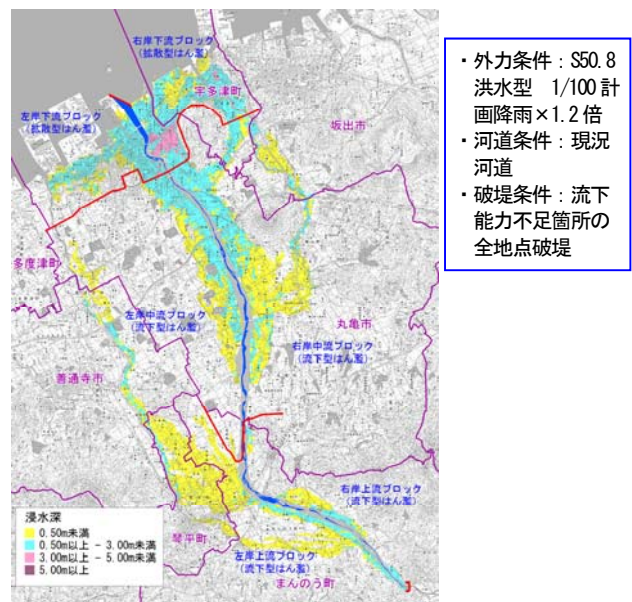 右岸下流ブロック
(拡散型はん濫)
宇多津町
左岸下流ブロック
(拡散型はん濫)
坂出市
多度津町
左岸中流ブロック
(流下型はん濫)
丸亀市
右岸中流ブロック
(流下型はん濫)
善通寺市
右岸上流ブロック
(流下型はん濫)
琴平町
左岸上流ブロック
(流下型はん濫)
まんのう町
浸水深
0.50m未満
0.50m以上 - 3.00m未満
3.00m以上 - 5.00m未満
5.00m以上
・外力条件：S50.8
洪水型 1/100計
画降雨×1.2倍
・河道条件：現況
河道
・破堤条件：流下
能力不足箇所の
全地点破堤